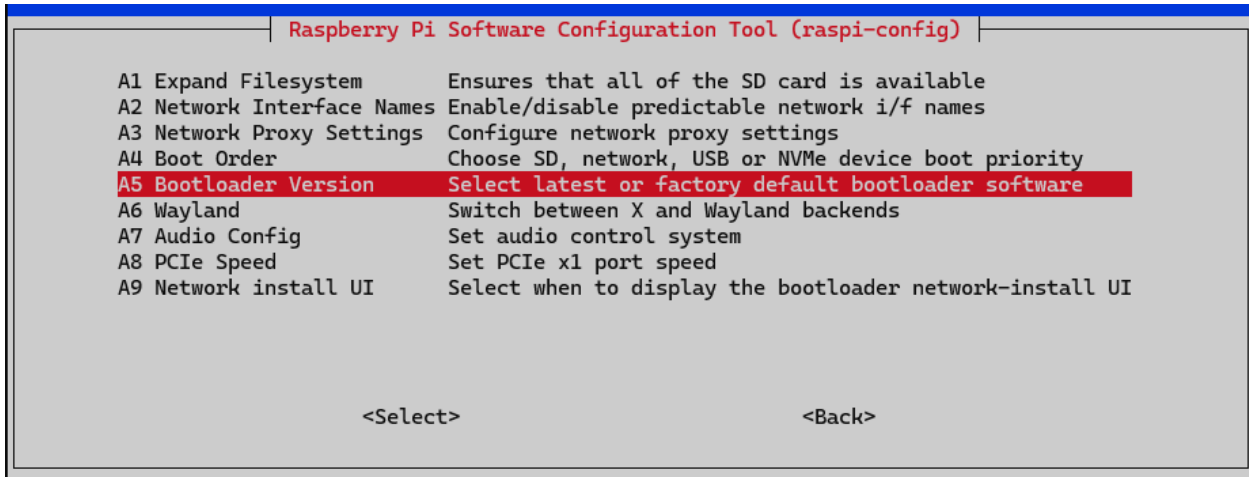 Raspberry Pi Software Configuration Tool (raspi-config)
A1 Expand Filesystem Ensures that all of the SD card is available
A2 Network Interface Names Enable/disable predictable network i/f names
A3 Network Proxy Settings Configure network proxy settings
A4 Boot Order Choose SD, network, USB or NVMe device boot priority
A5 Bootloader Version Select latest or factory default bootloader software
A6 Wayland Switch between X and Wayland backends
A7 Audio Config Set audio control system
A8 PCIe Speed Set PCIe x1 port speed
A9 Network install UI Select when to display the bootloader network-install UI
<Select> <Back>